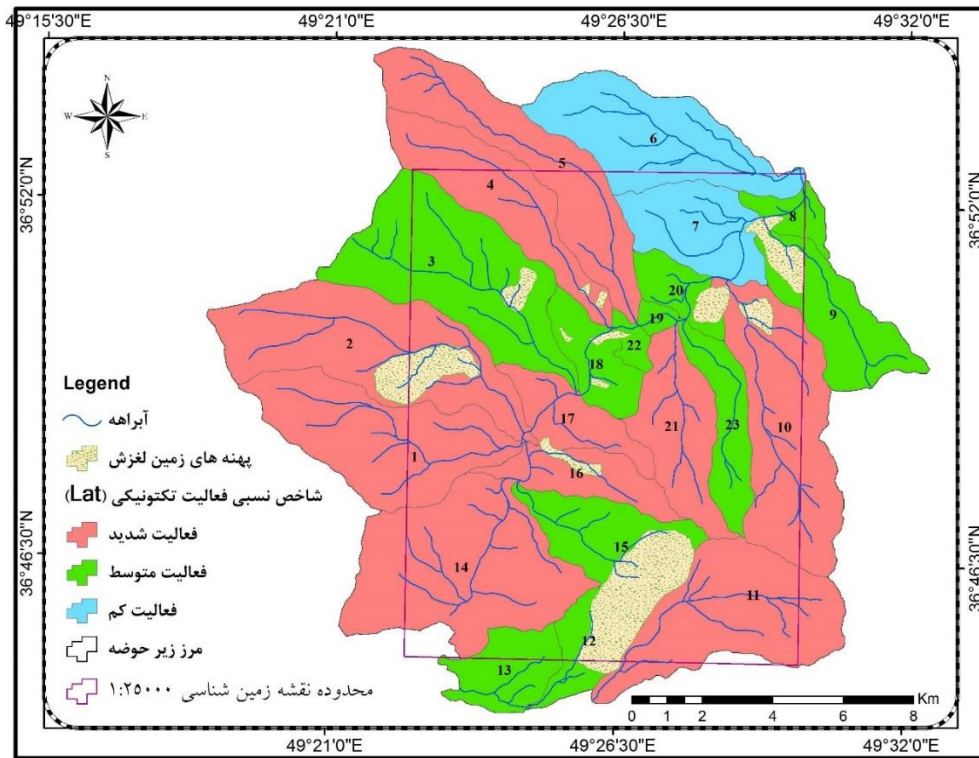 49°15'30"E 49°21'0"E 49°26'30"E 49°32'0"E
N
W E
S
36°52'0"N
36°52'0"N
36°46'30"N
36°46'30"N
6
5
4
8
7
3
20
9
19
2
22
18
17
21
23
10
1
16
15
14
11
12
13
Legend
آبراهه
پهنه های زمین لغزش
شاخص نسبی فعالیت تکتونیکی (Lat)
فعالیت شدید
فعالیت متوسط
فعالیت کم
مرز زیر حوضه
محدوده نقشه زمین شناسی ۱:۲۵۰۰۰
Km
0 1 2 4 6 8
49°21'0"E 49°26'30"E 49°32'0"E